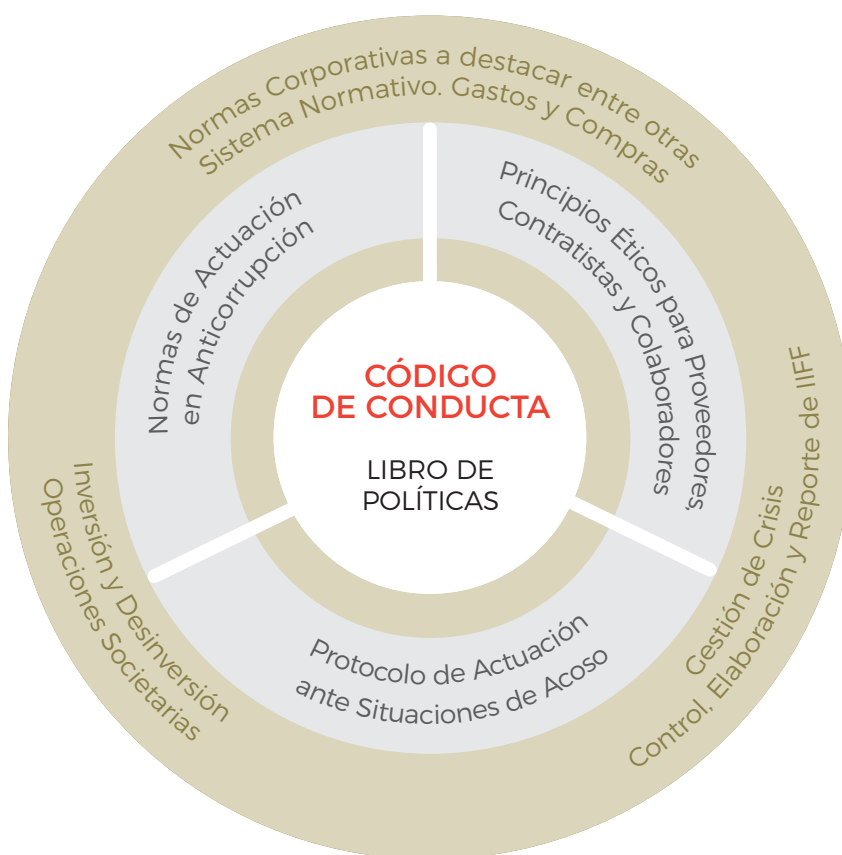 Normas Corporativas a destacar entre otras
Sistema Normativo. Gastos y Compras
Normas de Actuación
en Anticorrupción
Principios Éticos para Proveedores,
Contratistas y Colaboradores
CÓDIGO
DE CONDUCTA
LIBRO DE
POLÍTICAS
Protocolo de Actuación
ante Situaciones de Acoso
Inversión y Desinversión
Operaciones Societarias
Gestión de Crisis
Control, Elaboración y Reporte de IIFF